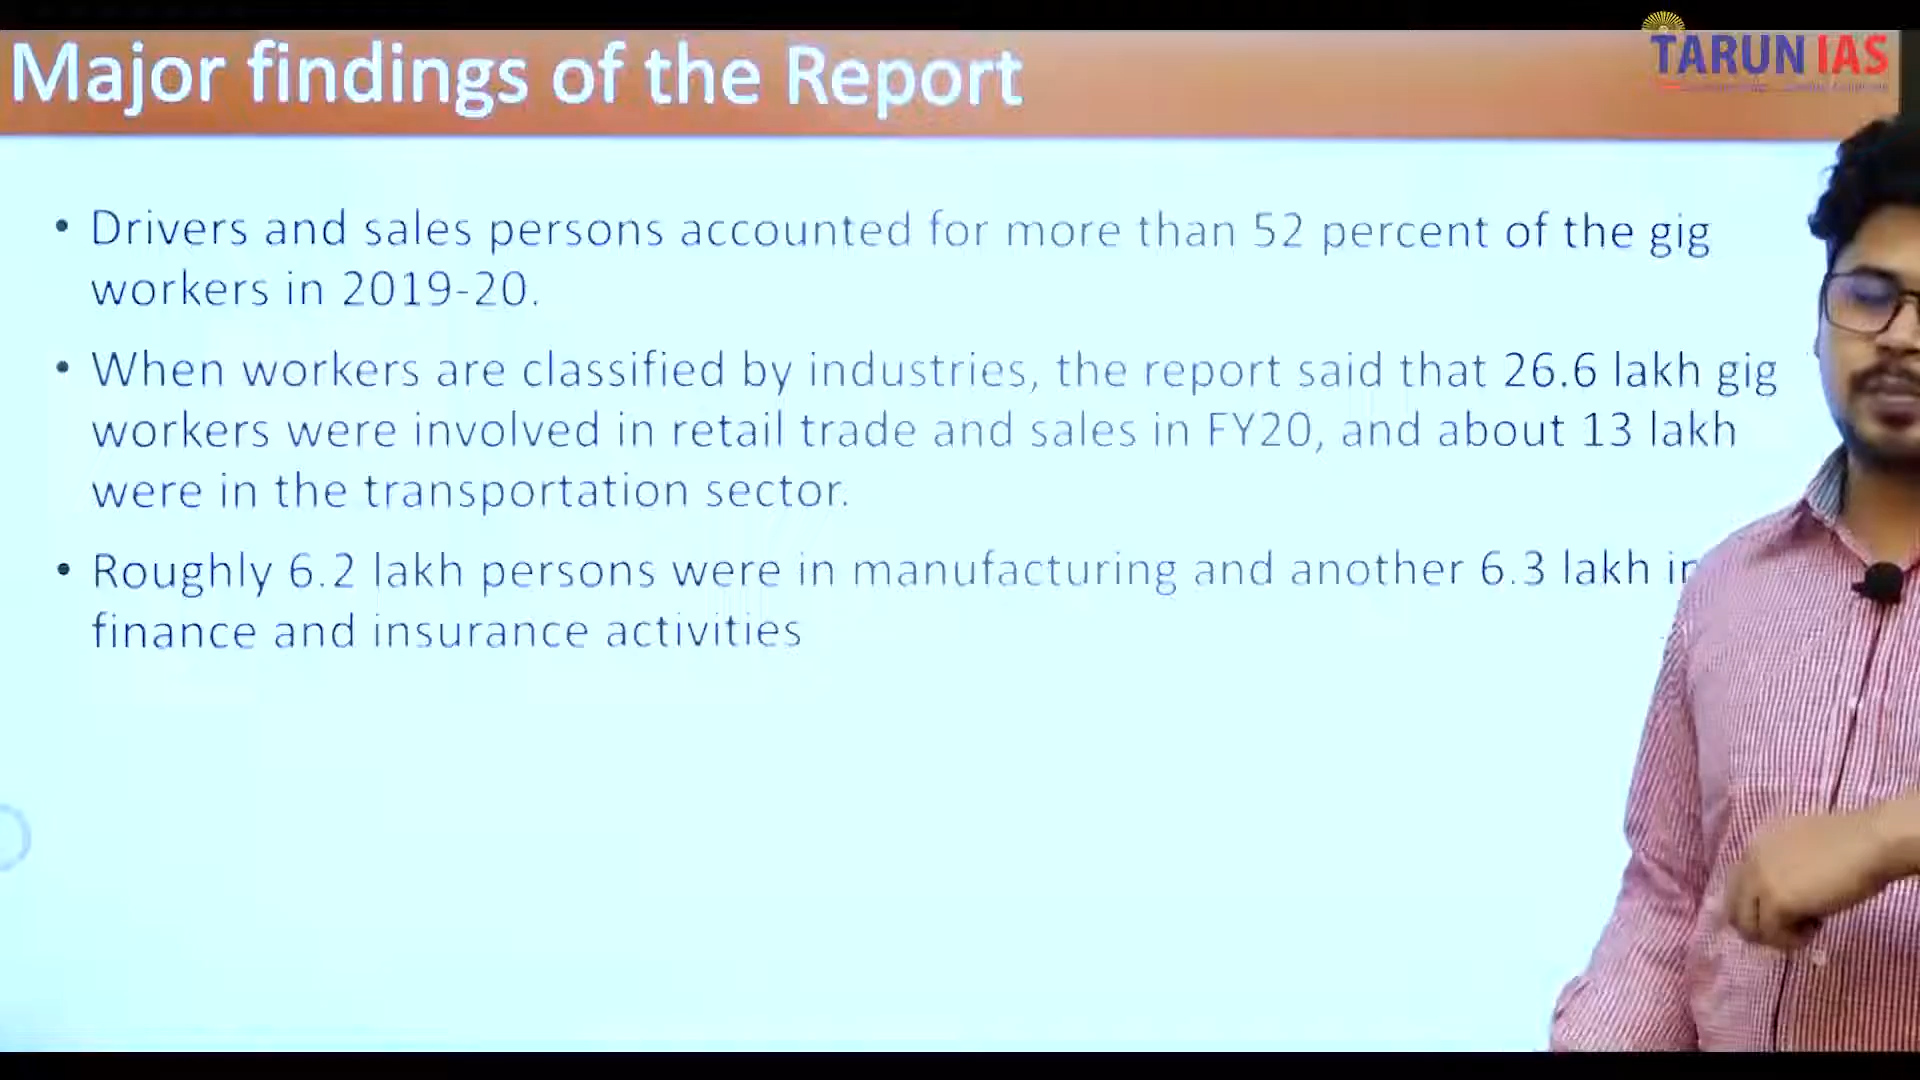 Major findings of the Report
TARUN IAS
• Drivers and sales persons accounted for more than 52 percent of the gig
workers in 2019-20.
• When workers are classified by industries, the report said that 26.6 lakh gig
workers were involved in retail trade and sales in FY20, and about 13 lakh
were in the transportation sector.
• Roughly 6.2 lakh persons were in manufacturing and another 6.3 lakh in
finance and insurance activities